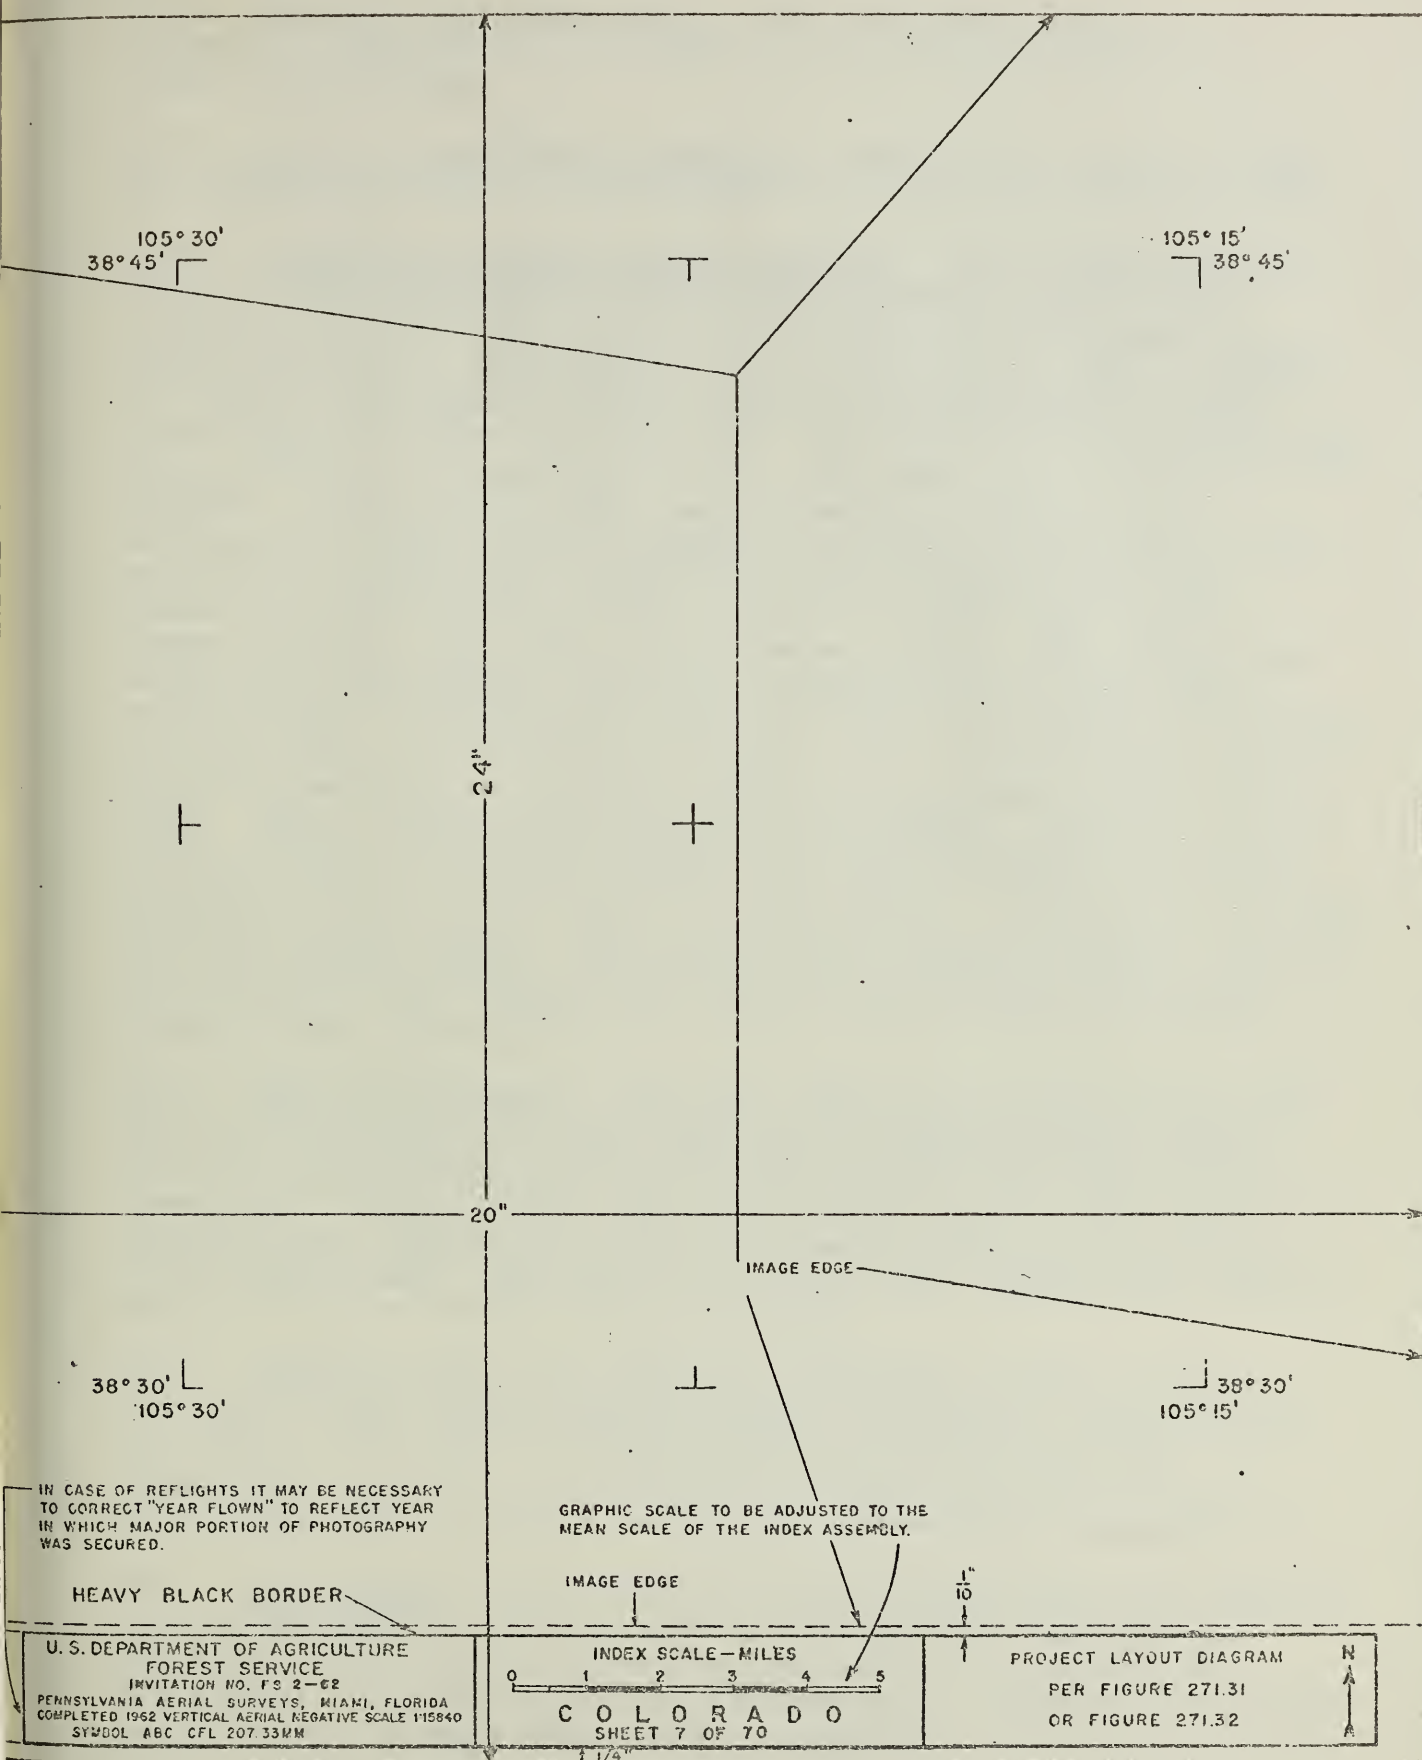 105° 30'
38° 45'
105° 15'
38° 45'
24"
20"
IMAGE EDGE
38° 30'
105° 30'
38° 30'
105° 15'
IN CASE OF REFLIGHTS IT MAY BE NECESSARY
TO CORRECT "YEAR FLOWN" TO REFLECT YEAR
IN WHICH MAJOR PORTION OF PHOTOGRAPHY
WAS SECURED.
GRAPHIC SCALE TO BE ADJUSTED TO THE
MEAN SCALE OF THE INDEX ASSEMBLY.
HEAVY BLACK BORDER
IMAGE EDGE
U. S. DEPARTMENT OF AGRICULTURE
FOREST SERVICE
INVITATION NO. FS 2-62
PENNSYLVANIA AERIAL SURVEYS, MIAMI, FLORIDA
COMPLETED 1962 VERTICAL AERIAL NEGATIVE SCALE 1:15840
SYMBOL ABC CFL 207.33MM
INDEX SCALE—MILES
0 1 2 3 4 5
COLORADO
SHEET 7 OF 70
PROJECT LAYOUT DIAGRAM
PER FIGURE 271.31
OR FIGURE 271.32
N
1/4"